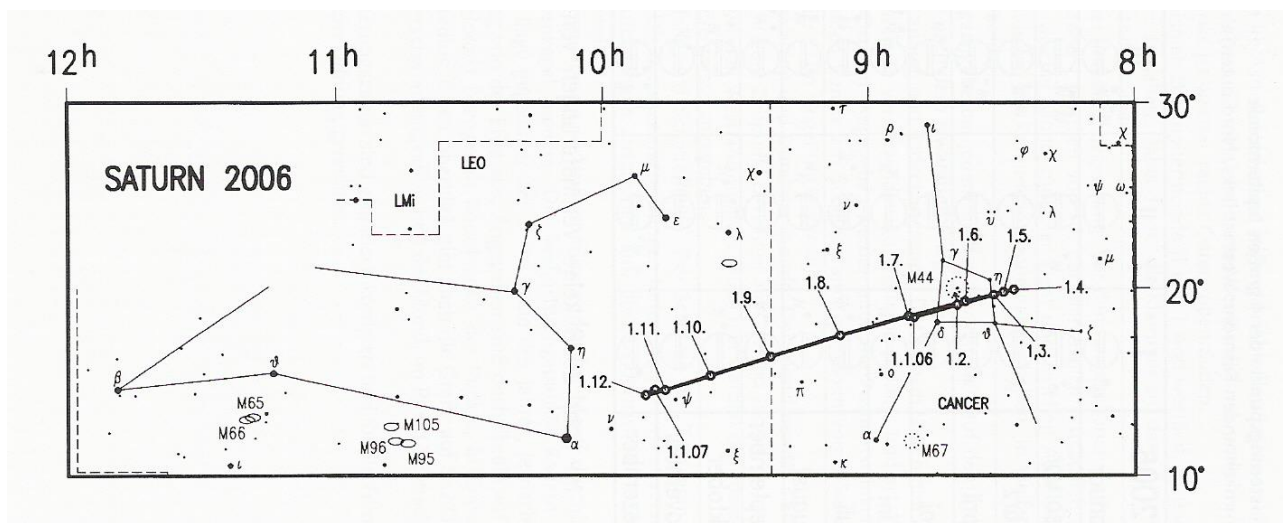 12h 11h 10h 9h 8h
τ 30°
ρ ι
χ
LEO
φ χ
SATURN 2006
μ χ
ψ ω
LMi
ν
υ λ
ε
ζ λ
1.6. 1.5.
ξ
1.7. γ
M44 μ
η
γ 1.8. 20°
1.9. 1.4.
1.11. 1.10.
δ ϑ ζ
η
1.1.06 1.2. 1,3.
ϑ 1.12.
β ο
π
ψ
CANCER
M65
M66 M105 ν
1.1.07
α α
M96 M95
M67
ι ξ κ
10°